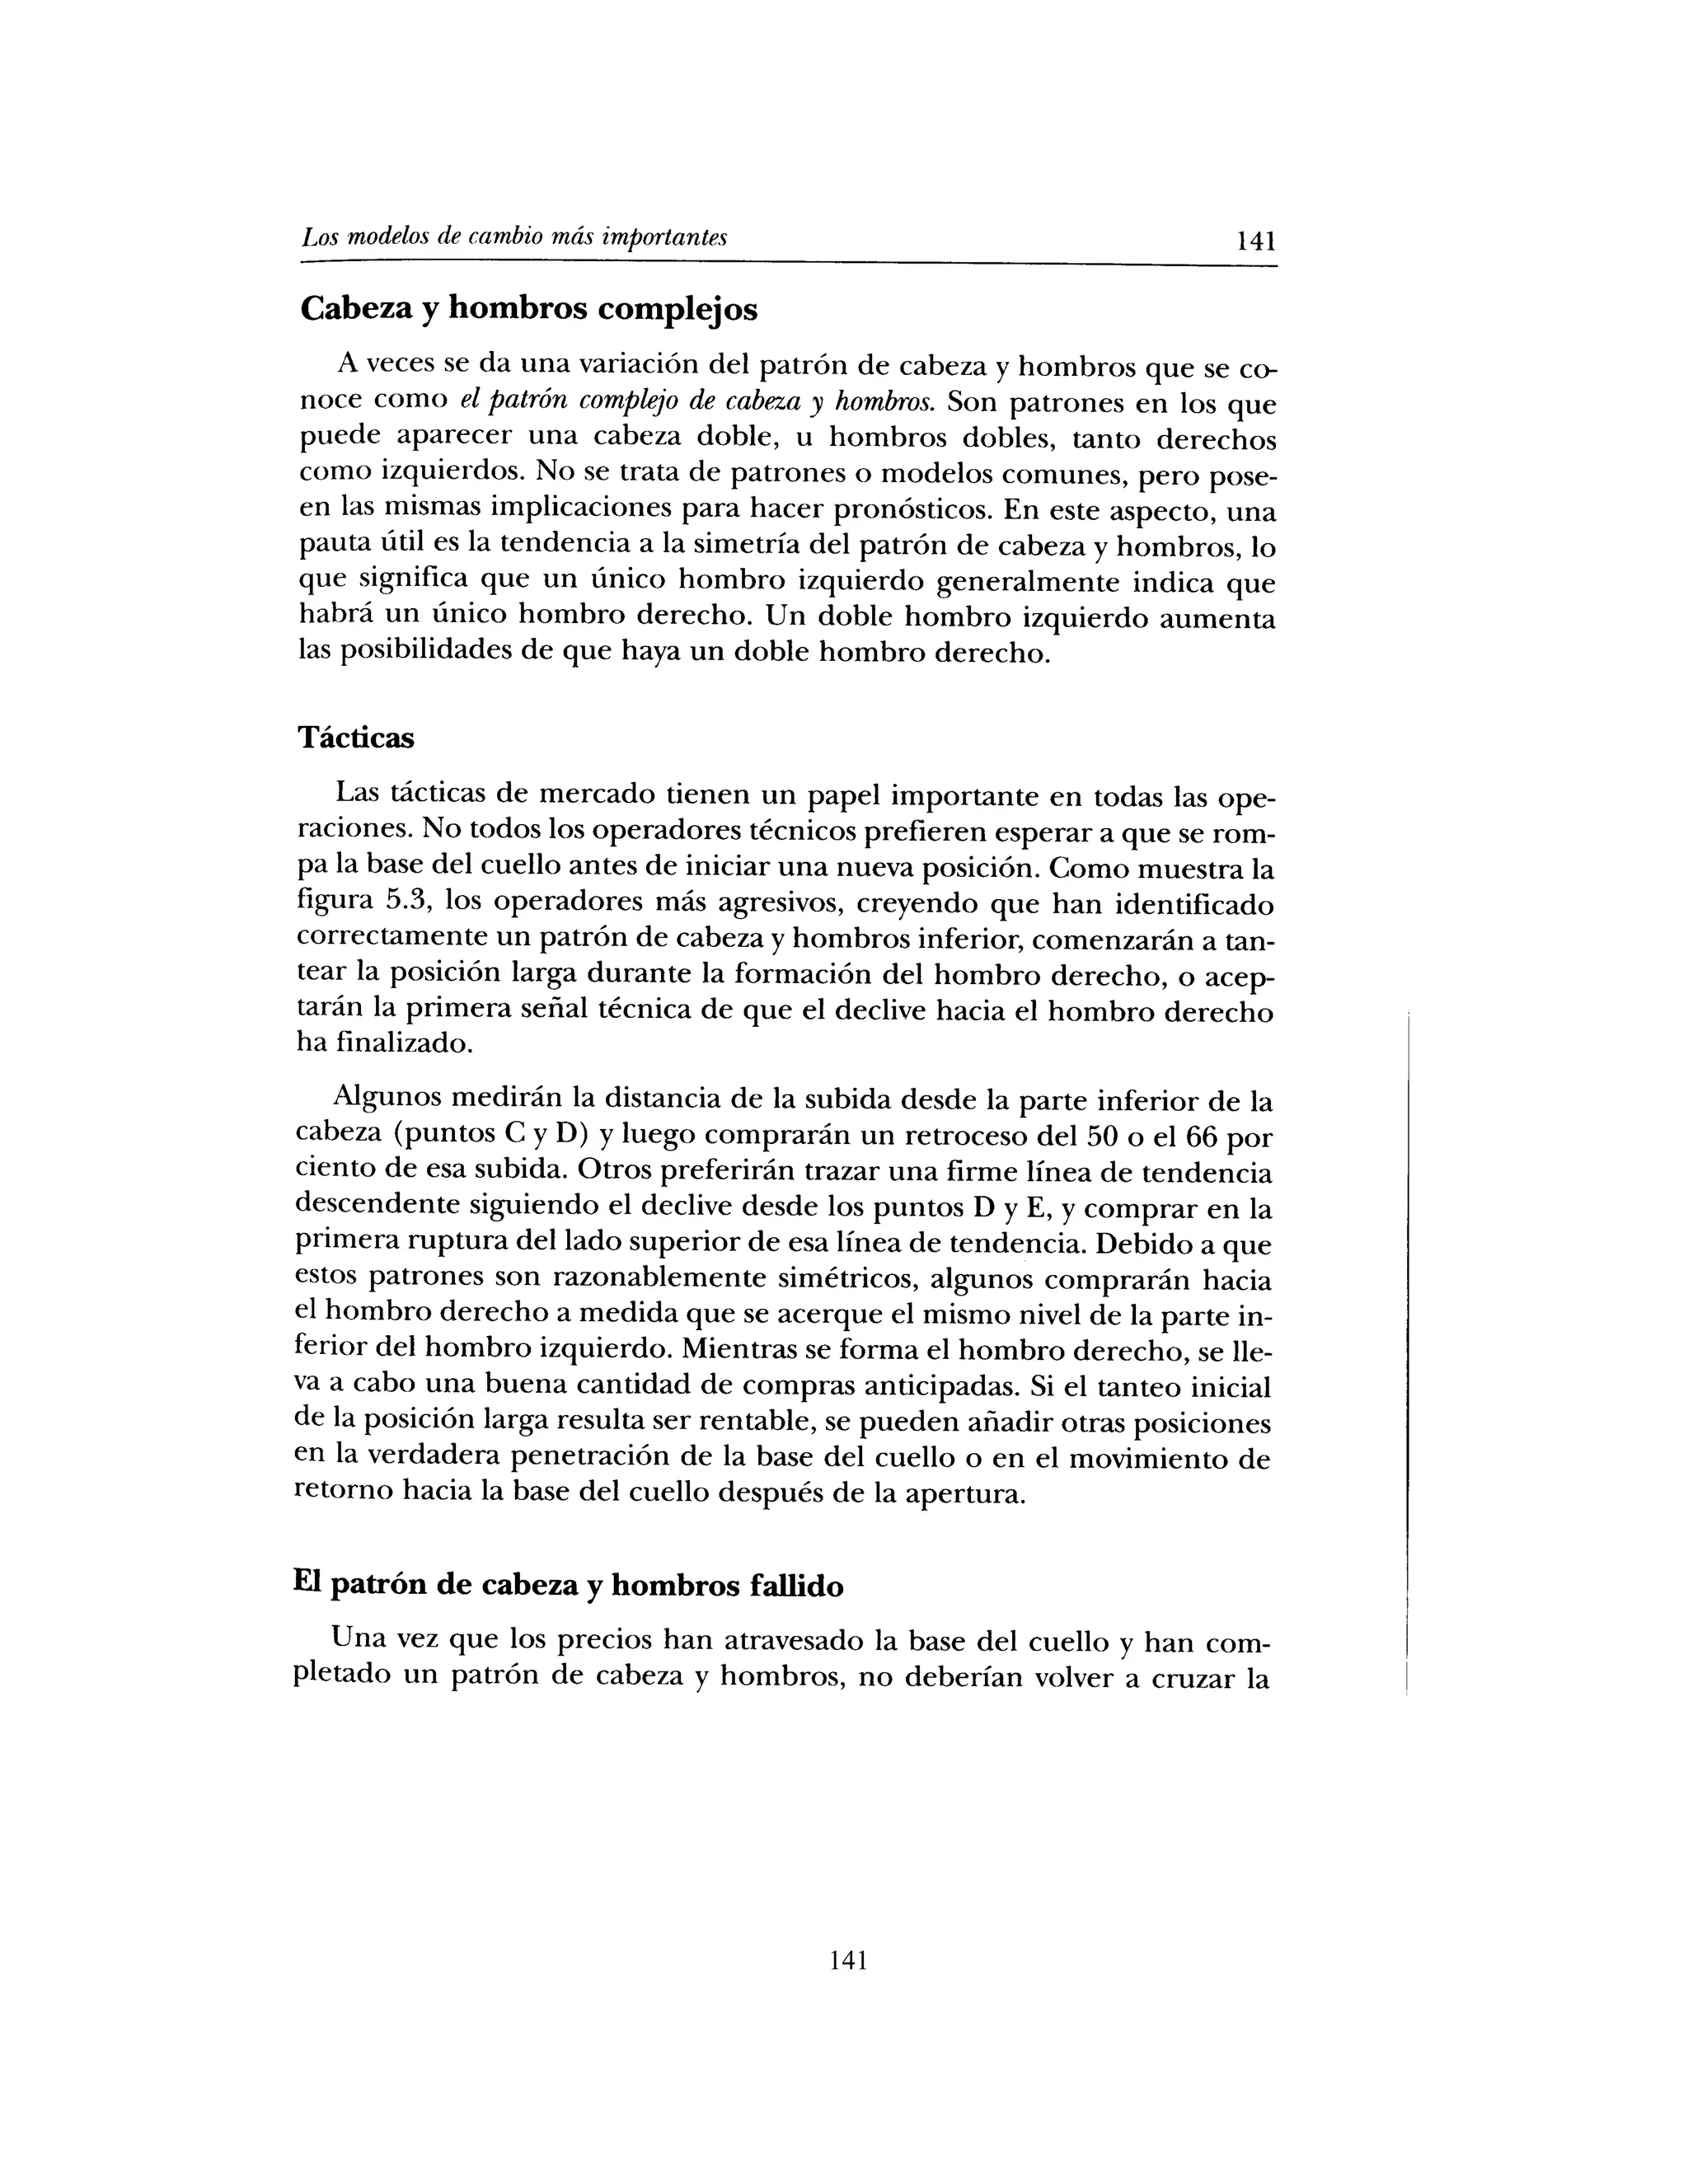 Los modelos de cambio más importantes 141
Cabeza y hombros complejos
A veces se da una variación del patrón de cabeza y hombros que se co-
noce como el patrón complejo de cabeza y hombros. Son patrones en los que
puede aparecer una cabeza doble, u hombros dobles, tanto derechos
como izquierdos. No se trata de patrones o modelos comunes, pero pose-
en las mismas implicaciones para hacer pronósticos. En este aspecto, una
pauta útil es la tendencia a la simetría del patrón de cabeza y hombros, lo
que significa que un único hombro izquierdo generalmente indica que
habrá un único hombro derecho. Un doble hombro izquierdo aumenta
las posibilidades de que haya un doble hombro derecho.
Tácticas
Las tácticas de mercado tienen un papel importante en todas las ope-
raciones. No todos los operadores técnicos prefieren esperar a que se rom-
pa la base del cuello antes de iniciar una nueva posición. Como muestra la
figura 5.3, los operadores más agresivos, creyendo que han identificado
correctamente un patrón de cabeza y hombros inferior, comenzarán a tan-
tear la posición larga durante la formación del hombro derecho, o acep-
tarán la primera señal técnica de que el declive hacia el hombro derecho
ha finalizado.
Algunos medirán la distancia de la subida desde la parte inferior de la
cabeza (puntos C y D) y luego comprarán un retroceso del 50 o el 66 por
ciento de esa subida. Otros preferirán trazar una firme línea de tendencia
descendente siguiendo el declive desde los puntos D y E, y comprar en la
primera ruptura del lado superior de esa línea de tendencia. Debido a que
estos patrones son razonablemente simétricos, algunos comprarán hacia
el hombro derecho a medida que se acerque el mismo nivel de la parte in-
ferior del hombro izquierdo. Mientras se forma el hombro derecho, se lle-
va a cabo una buena cantidad de compras anticipadas. Si el tanteo inicial
de la posición larga resulta ser rentable, se pueden añadir otras posiciones
en la verdadera penetración de la base del cuello o en el movimiento de
retorno hacia la base del cuello después de la apertura.
El patrón de cabeza y hombros fallido
Una vez que los precios han atravesado la base del cuello y han com-
pletado un patrón de cabeza y hombros, no deberían volver a cruzar la
141